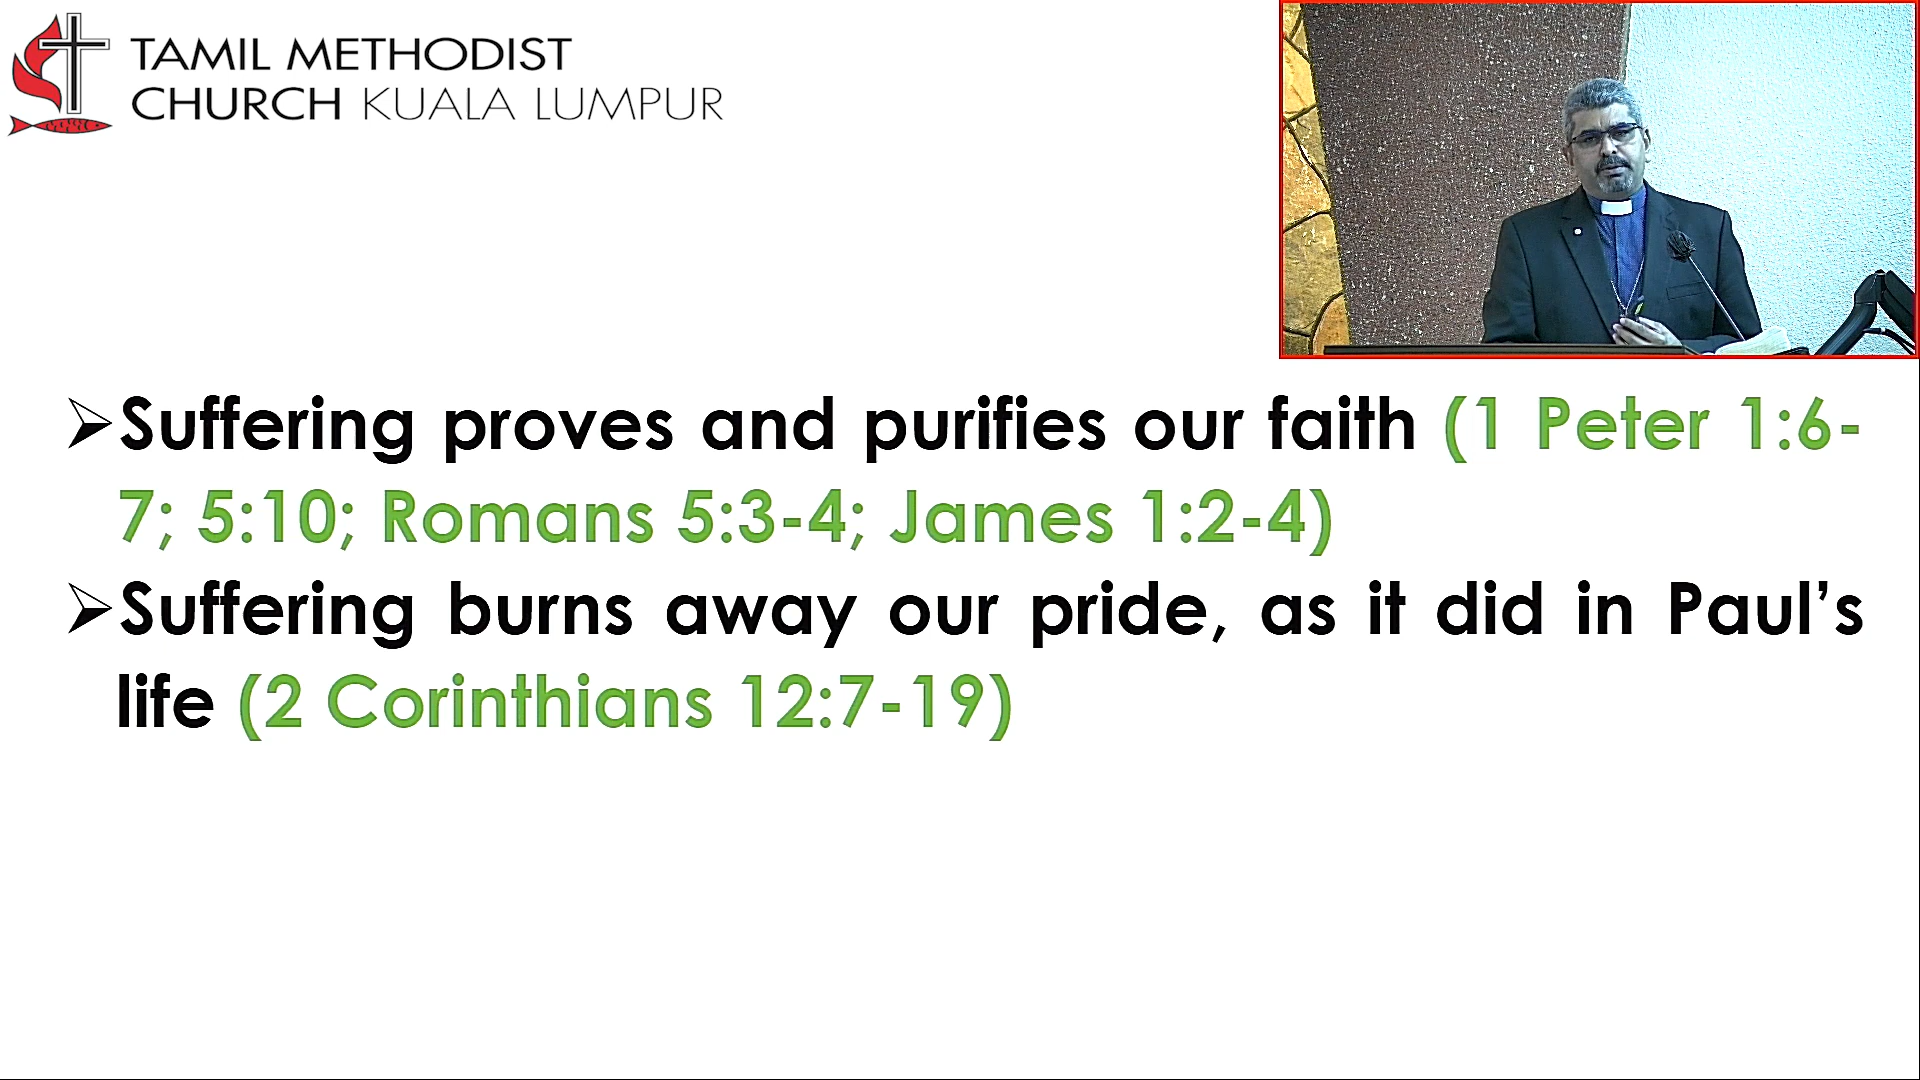 TAMIL METHODIST
CHURCH KUALA LUMPUR
➢Suffering proves and purifies our faith (1 Peter 1:6-
7; 5:10; Romans 5:3-4; James 1:2-4)
➢Suffering burns away our pride, as it did in Paul’s
life (2 Corinthians 12:7-19)